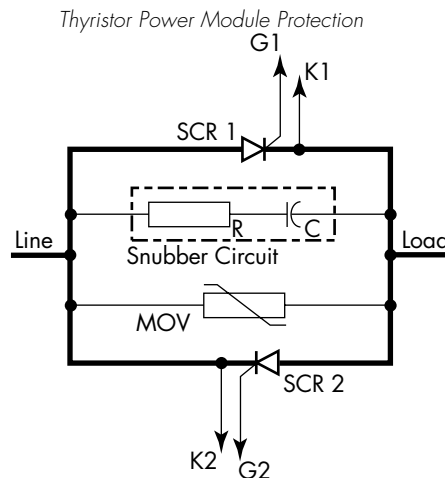 Thyristor Power Module Protection
G1
K1
SCR 1
R
C
Line
Load
Snubber Circuit
MOV
SCR 2
K2
G2